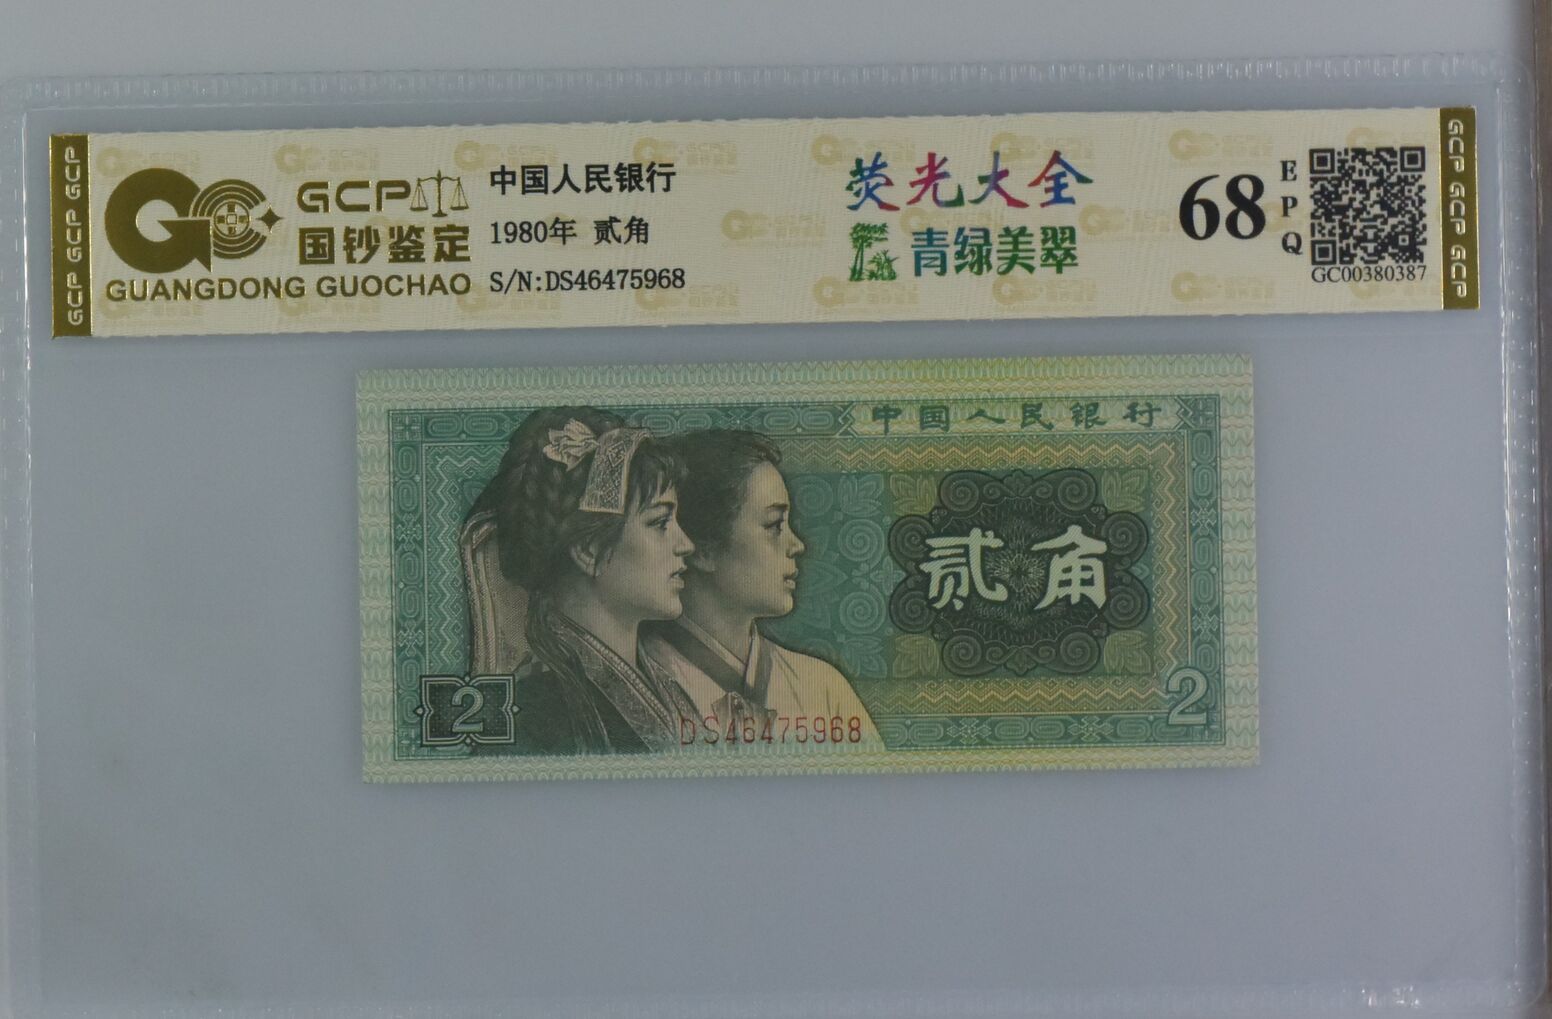 GCP GCP GCP
GCP
国钞鉴定
GUANGDONG GUOCHAO
中国人民银行
1980年 贰角
S/N:DS46475968
荧光大全
青绿美翠
68
EPQ
GC00380387
GCP GCP GCP
中国人民银行
贰角
2
2
DS46475968